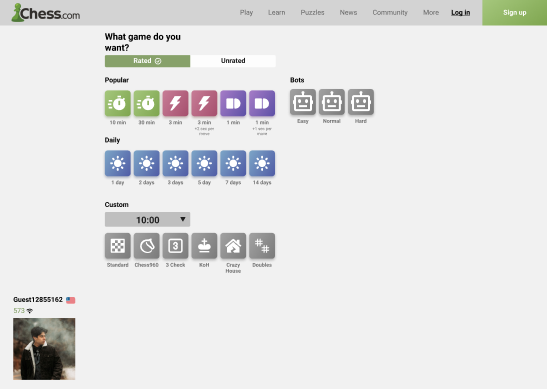 Chess.com
Play Learn Puzzles News Community More Log in Sign up
What game do you
want?
Rated Unrated
Popular
10 min 30 min 3 min 3 min 1 min 1 min
+2 sec per
move
+1 sec per
move
Bots
Easy Normal Hard
Daily
1 day 2 days 3 days 5 day 7 days 14 days
Custom
10:00
3
Standard Chess960 3 Check KoH Crazy
House
Doubles
Guest12855162
573